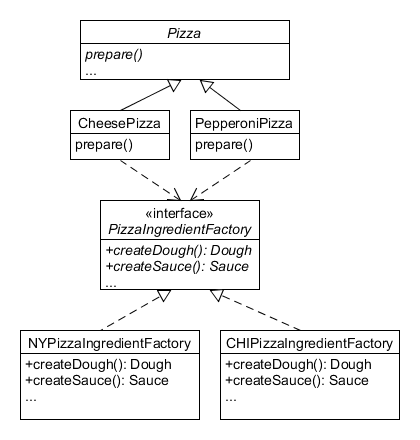 Pizza
prepare()
...
CheesePizza
prepare()
PepperoniPizza
prepare()
«interface»
PizzaIngredientFactory
+createDough(): Dough
+createSauce(): Sauce
...
NYPizzaIngredientFactory
+createDough(): Dough
+createSauce(): Sauce
...
CHIPizzaIngredientFactory
+createDough(): Dough
+createSauce(): Sauce
...